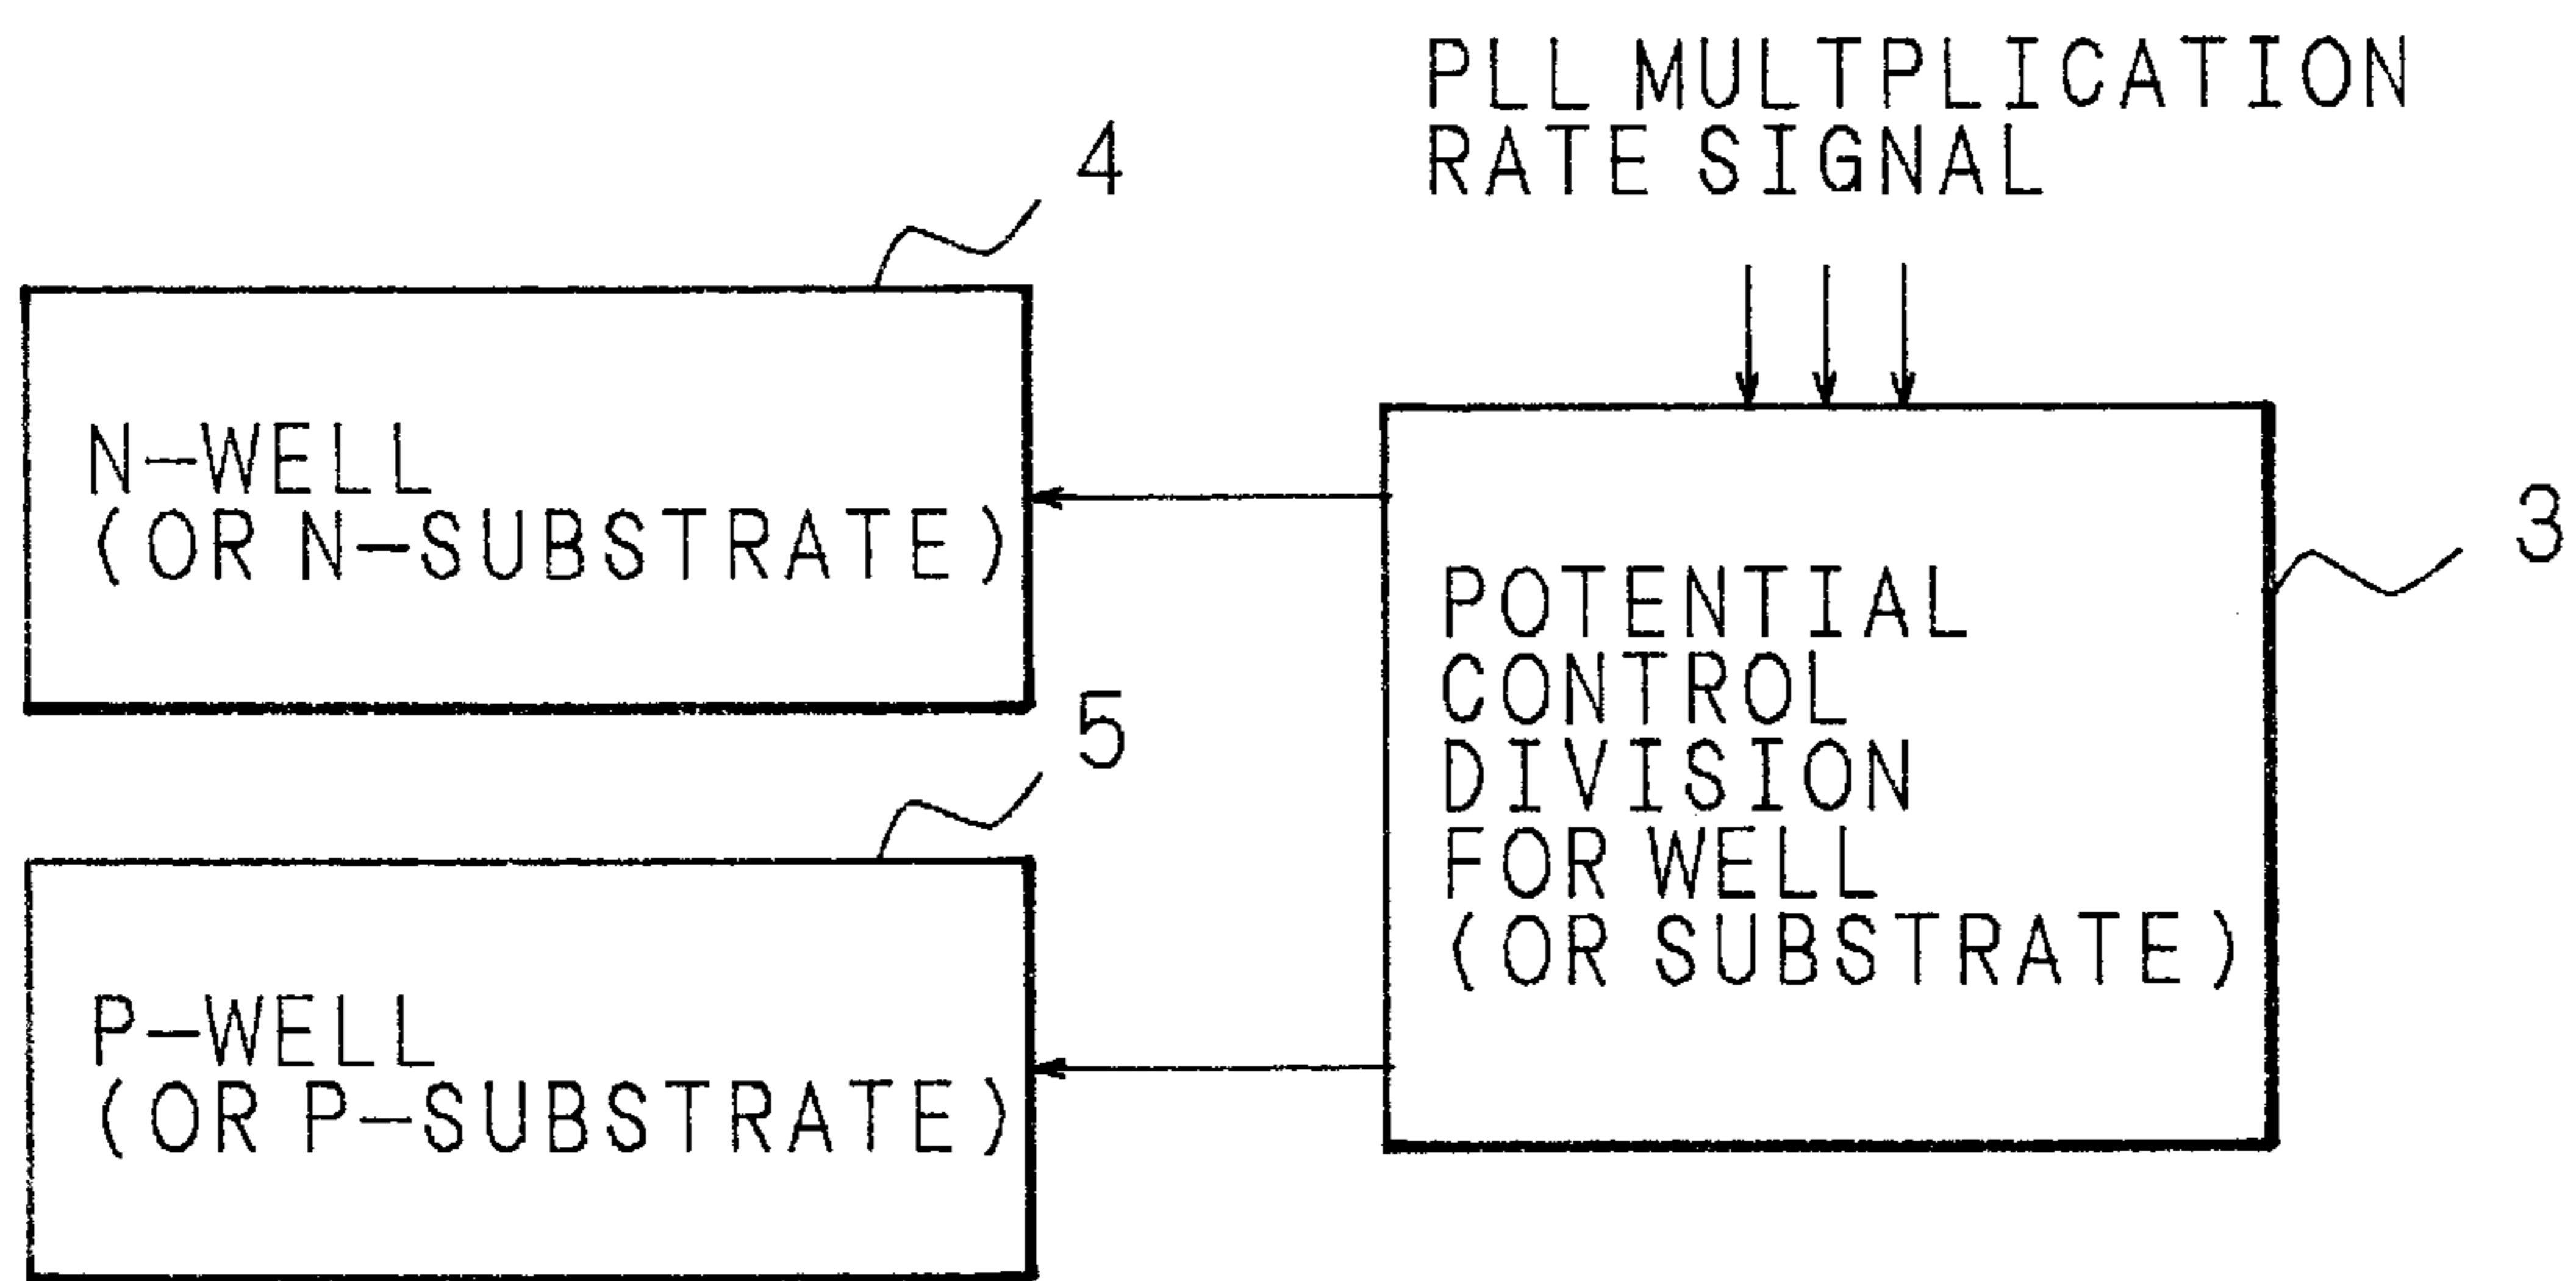 PLL MULTPLICATION
RATE SIGNAL
4
N-WELL
(OR N-SUBSTRATE)
3
POTENTIAL
CONTROL
DIVISION
FOR WELL
(OR SUBSTRATE)
5
P-WELL
(OR P-SUBSTRATE)